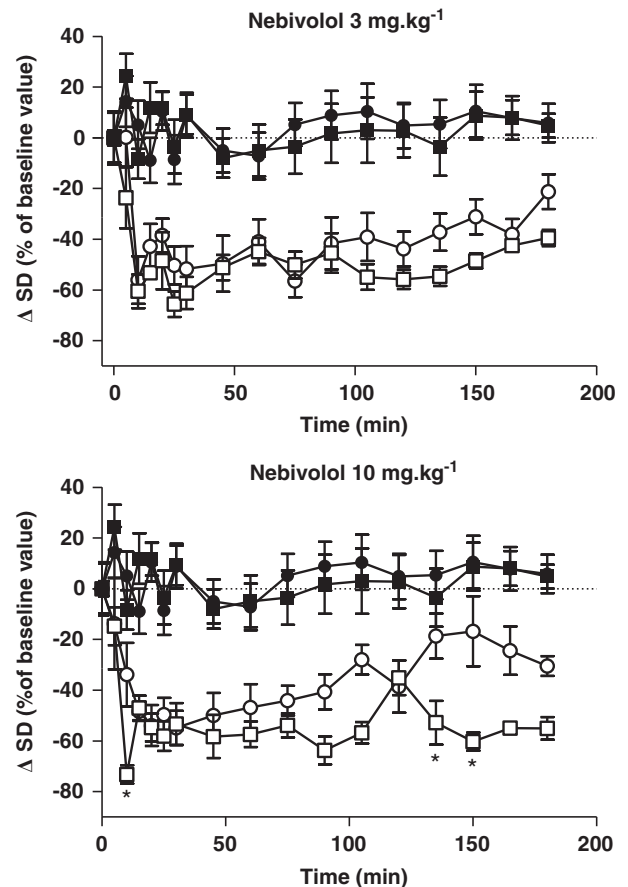 Nebivolol 3 mg.kg-1
40
20
0
-20
-40
-60
-80
Δ SD (% of baseline value)
0 50 100 150 200
Time (min)
Nebivolol 10 mg.kg-1
40
20
0
-20
-40
-60
-80
Δ SD (%of baseline value)
* * *
0 50 100 150 200
Time (min)